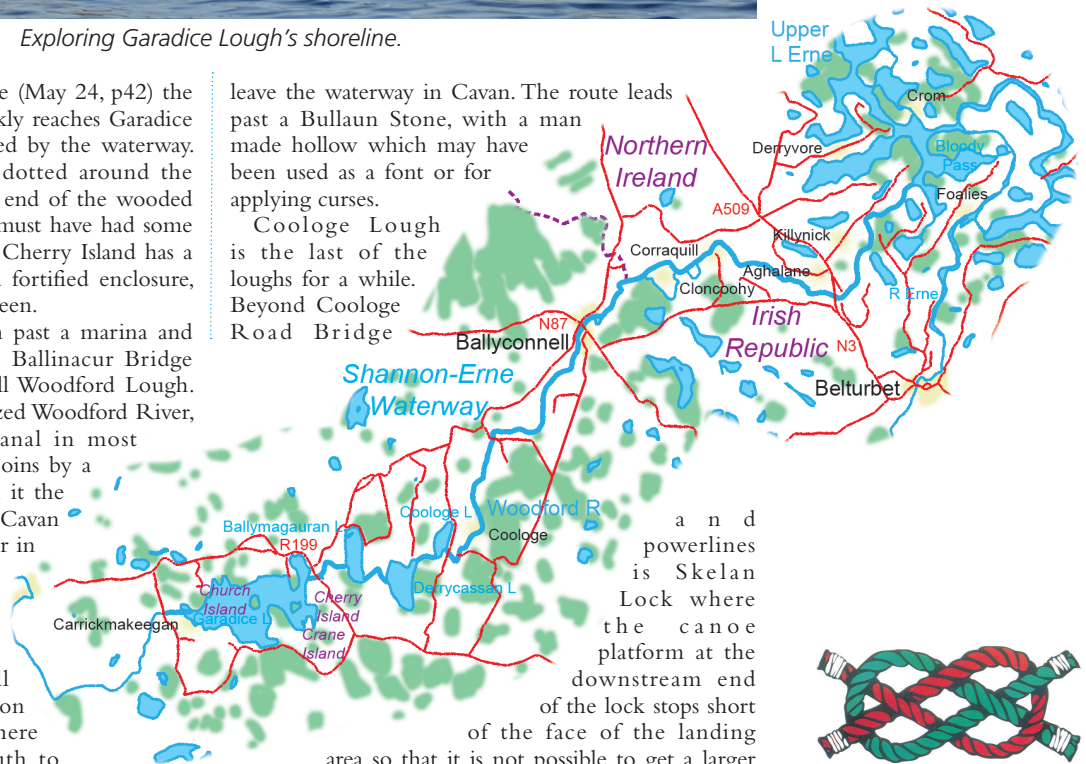 Exploring Garadice Lough's shoreline.
e (May 24, p42) the
kly reaches Garadice
ed by the waterway.
dotted around the
end of the wooded
must have had some
Cherry Island has a
fortified enclosure,
een.
n past a marina and
Ballinacur Bridge
ll Woodford Lough.
zed Woodford River,
anal in most
oins by a
it the
Cavan
r in
ll
on
here
uth to
leave the waterway in Cavan. The route leads
past a Bullaun Stone, with a man
made hollow which may have
been used as a font or for
applying curses.
Coologe Lough
is the last of the
loughs for a while.
Beyond Coologe
Road Bridge
and
powerlines
is Skelan
Lock where
the canoe
platform at the
downstream end
of the lock stops short
of the face of the landing
area so that it is not possible to get a larger
Upper
L Erne
Crom
Derryvore
Bloody
Pass
Foalies
Northern
Ireland
A509
Killynick
Corraquill
Aghalane
Cloncoohy
R Erne
Irish
Republic
N3
N87
Ballyconnell
Belturbet
Shannon-Erne
Waterway
Woodford R
Coologe L
Coologe
Ballymagauran L
R199
Derrycassan L
Church
Island
Cherry
Island
Garadice L
Crane
Island
Carrickmakeegan